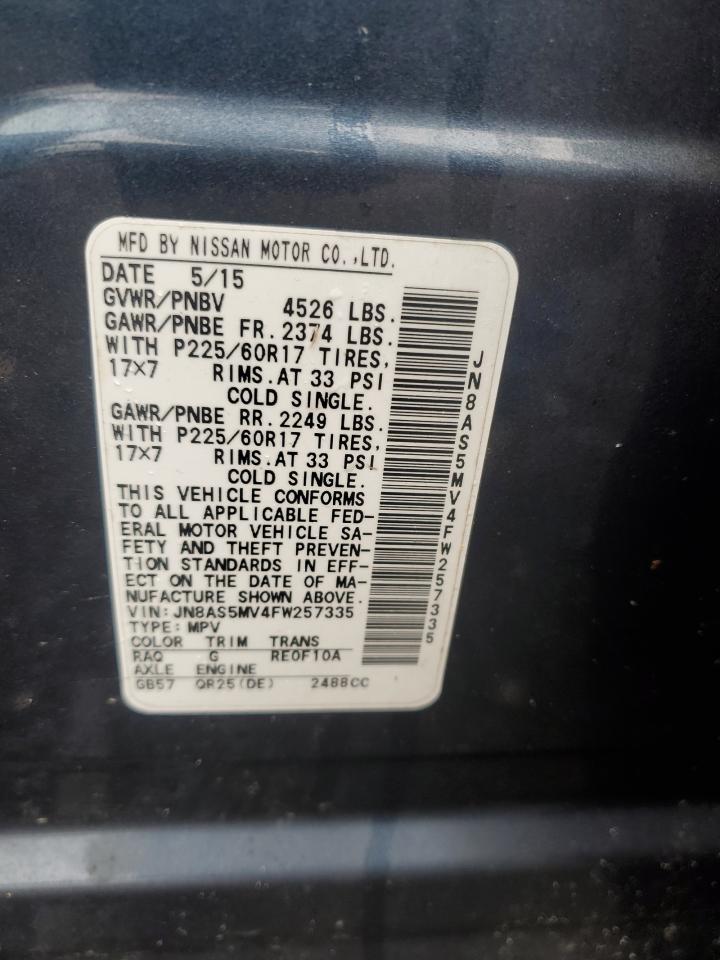 MFD BY NISSAN MOTOR CO.,LTD.
DATE 5/15
GVWR/PNBV 4526 LBS.
GAWR/PNBE FR.2374 LBS.
WITH P225/60R17 TIRES,
17×7 RIMS.AT 33 PSI
COLD SINGLE.
GAWR/PNBE RR.2249 LBS.
WITH P225/60R17 TIRES,
17×7 RIMS.AT 33 PSI
COLD SINGLE.
THIS VEHICLE CONFORMS
TO ALL APPLICABLE FED-
ERAL MOTOR VEHICLE SA-
FETY AND THEFT PREVEN-
TION STANDARDS IN EFF-
ECT ON THE DATE OF MA-
NUFACTURE SHOWN ABOVE.
VIN:JN8AS5MV4FW257335
TYPE:MPV
COLOR TRIM TRANS
RAQ G RE0F10A
AXLE ENGINE
GB57 QR25(DE) 2488CC
JN8AS5MV4FW257335